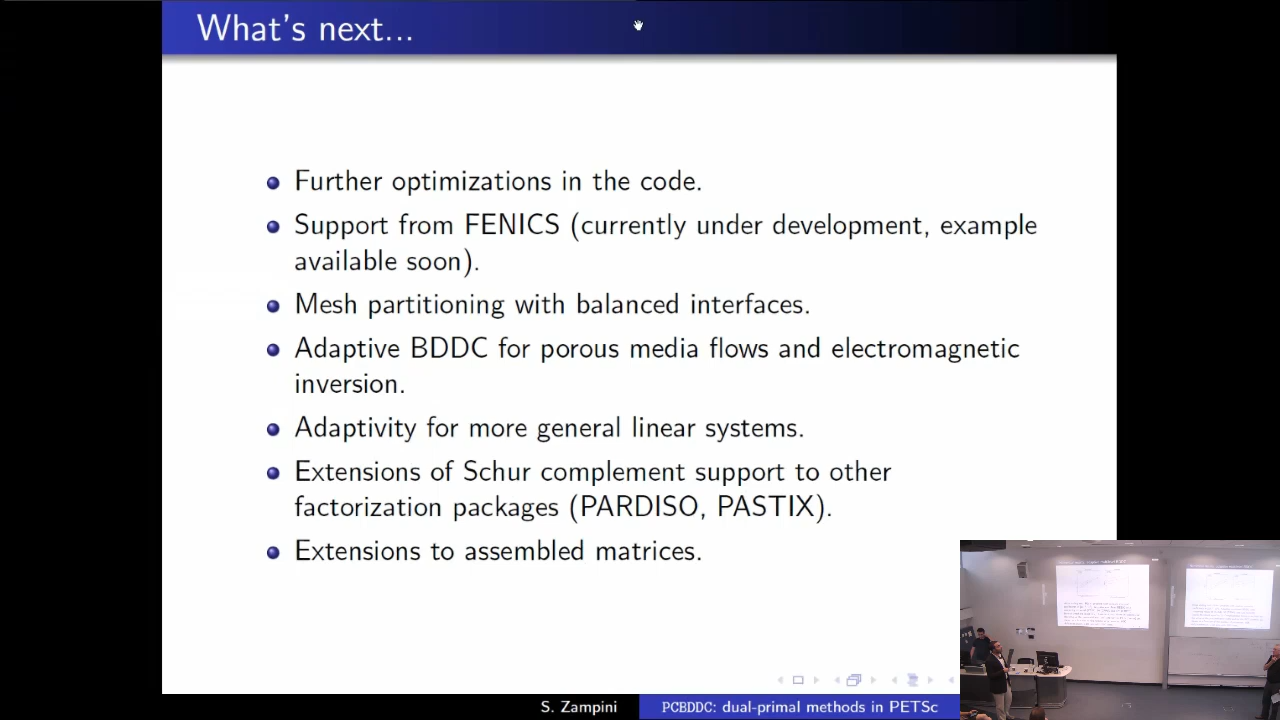 What's next...
Further optimizations in the code.
Support from FENICS (currently under development, example
available soon).
Mesh partitioning with balanced interfaces.
Adaptive BDDC for porous media flows and electromagnetic
inversion.
Adaptivity for more general linear systems.
Extensions of Schur complement support to other
factorization packages (PARDISO, PASTIX).
Extensions to assembled matrices.
S. Zampini
PCBDDC: dual-primal methods in PETSc